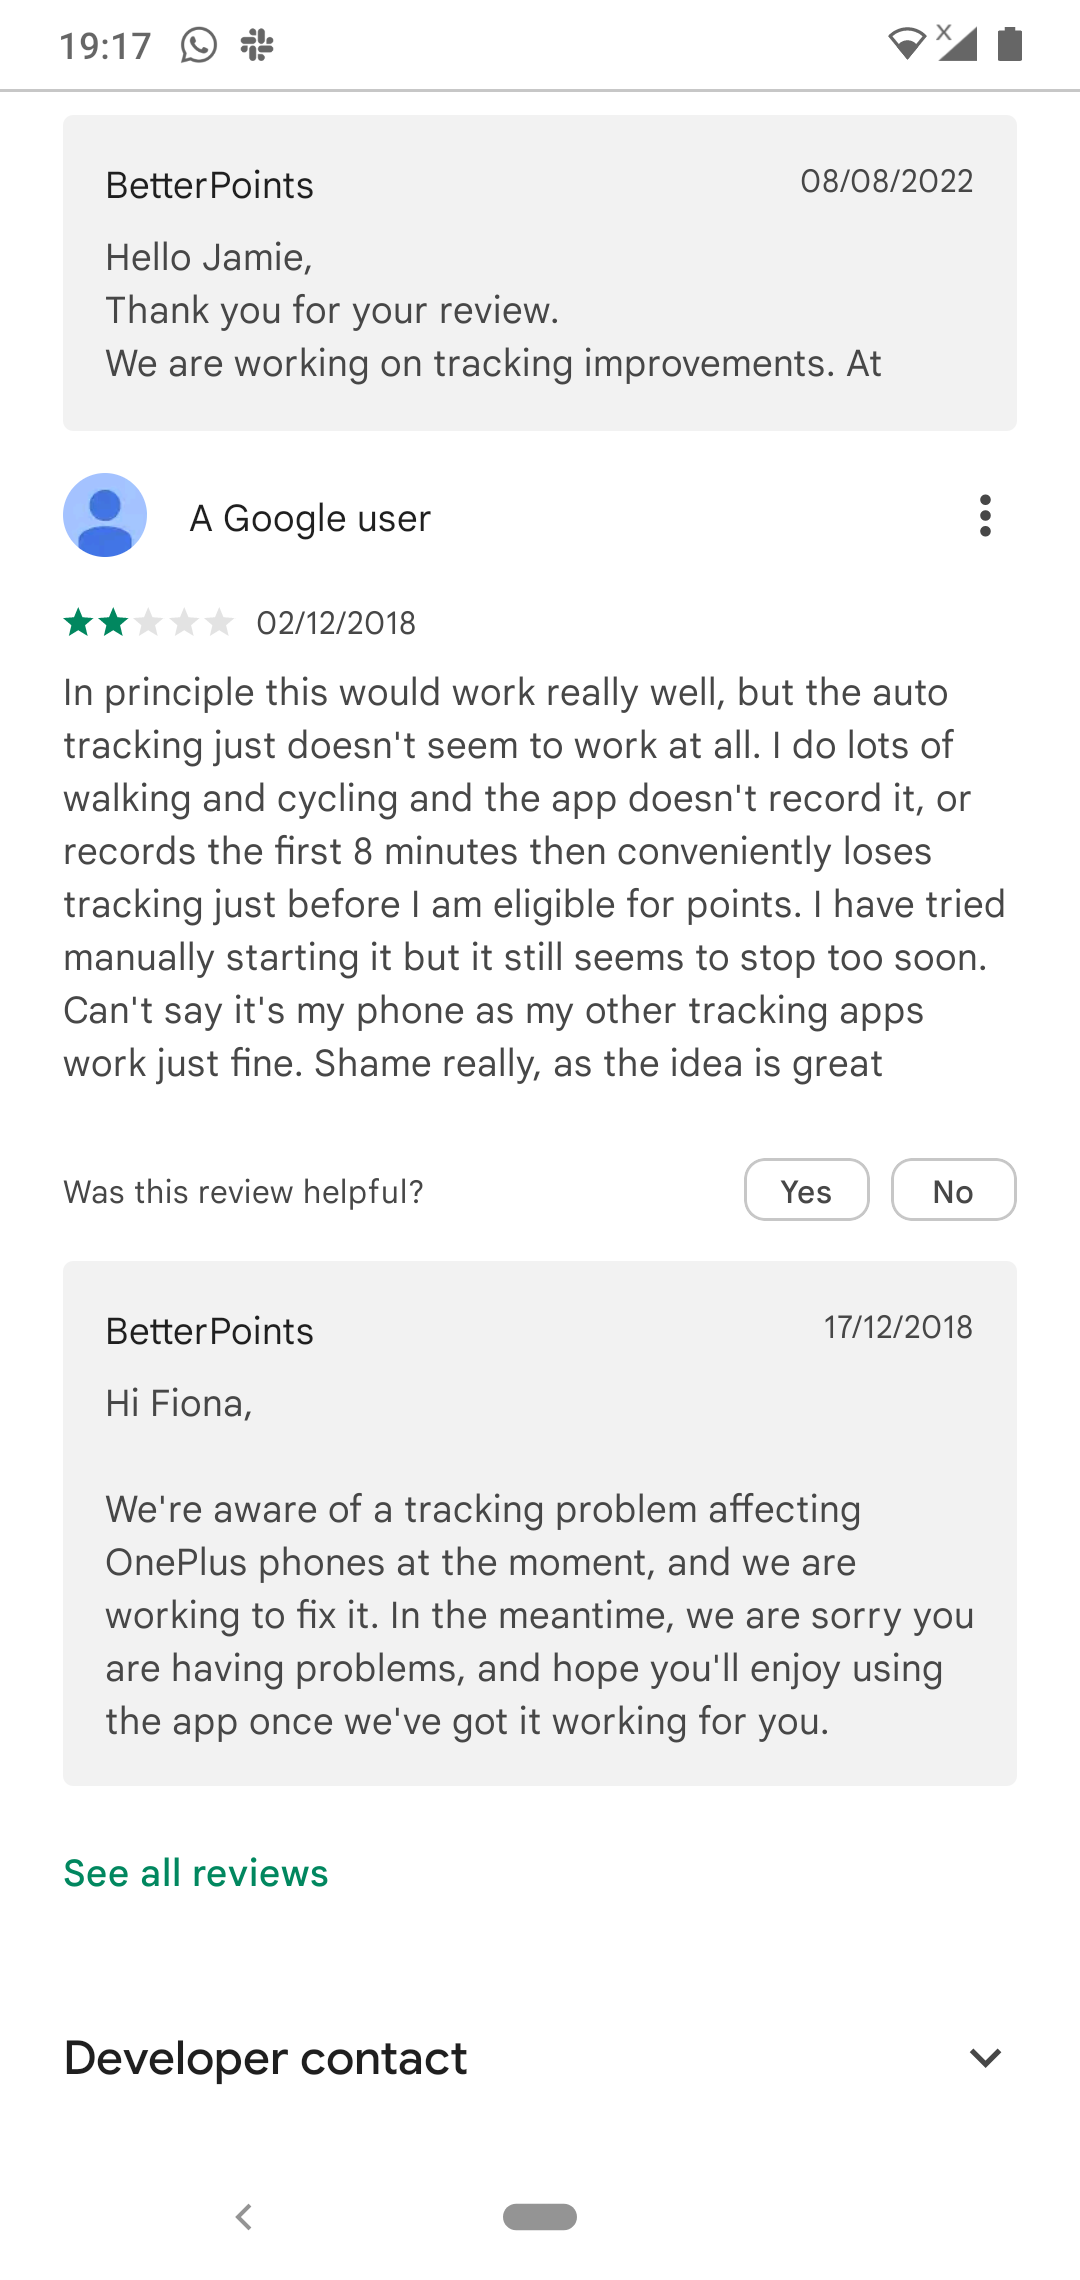 19:17
BetterPoints
08/08/2022
Hello Jamie,
Thank you for your review.
We are working on tracking improvements. At
A Google user
02/12/2018
In principle this would work really well, but the auto
tracking just doesn't seem to work at all. I do lots of
walking and cycling and the app doesn't record it, or
records the first 8 minutes then conveniently loses
tracking just before I am eligible for points. I have tried
manually starting it but it still seems to stop too soon.
Can't say it's my phone as my other tracking apps
work just fine. Shame really, as the idea is great
Was this review helpful?
Yes
No
BetterPoints
17/12/2018
Hi Fiona,
We're aware of a tracking problem affecting
OnePlus phones at the moment, and we are
working to fix it. In the meantime, we are sorry you
are having problems, and hope you'll enjoy using
the app once we've got it working for you.
See all reviews
Developer contact